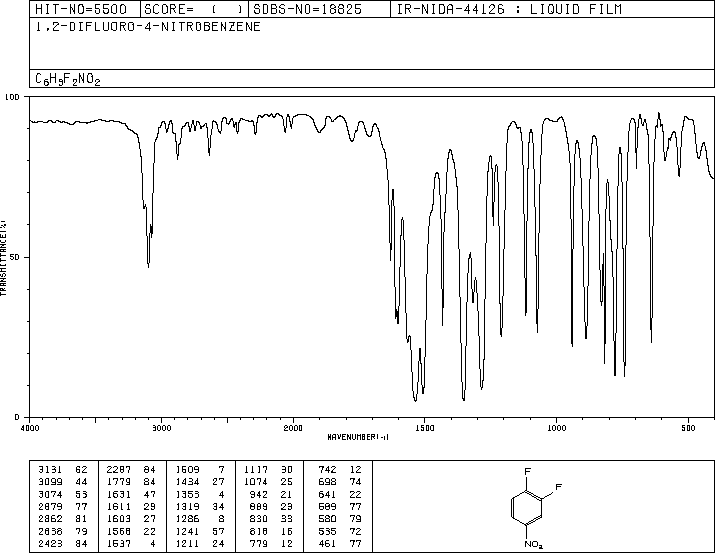 HIT-NO=5500 SCORE= ( ) SDBS-NO=18825 IR-NIDA-44126 : LIQUID FILM
1,2-DIFLUORO-4-NITROBENZENE
C6H3F2NO2
100
50
0
TRANSMITTANCE(%)
4000 3000 2000 1500 1000 500
WAVENUMBER(-1)
3131 62 2287 84 1509 7 1117 30 742 12
3099 44 1779 84 1434 27 1074 25 698 74
3074 53 1631 47 1353 4 942 21 641 22
2879 77 1611 29 1319 34 889 23 589 77
2862 81 1603 27 1286 8 830 33 580 79
2638 79 1568 22 1241 57 818 16 535 72
2423 84 1537 4 1211 24 779 12 461 77
F
F
NO2